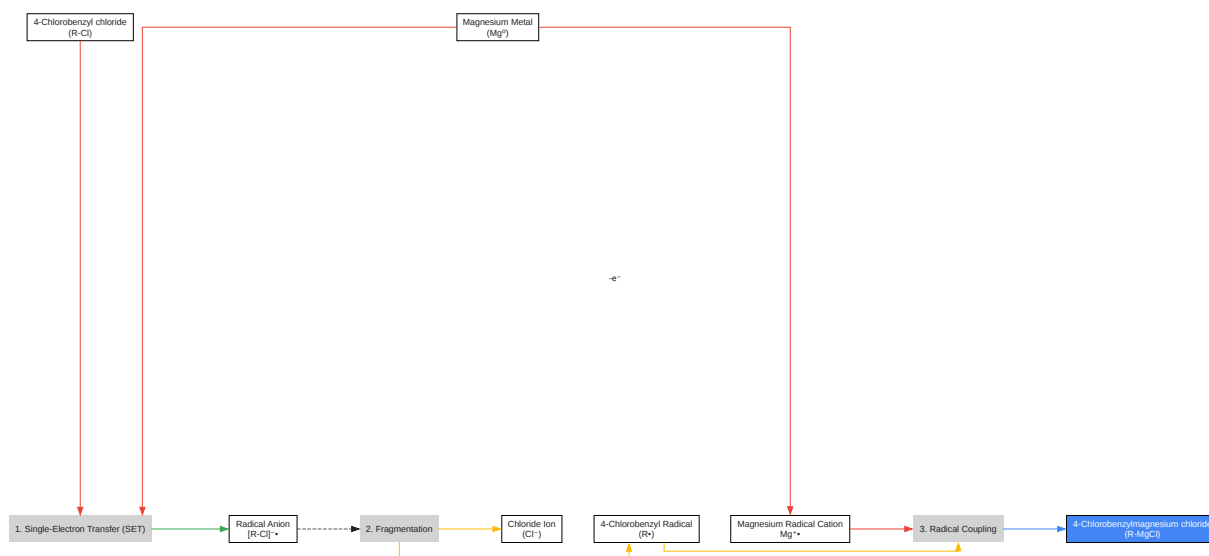 4-Chlorobenzyl chloride
(R-Cl)
Magnesium Metal
(Mg⁰)
-e⁻
1. Single-Electron Transfer (SET)
Radical Anion
[R-Cl]⁻•
2. Fragmentation
Chloride Ion
(Cl⁻)
4-Chlorobenzyl Radical
(R•)
Magnesium Radical Cation
Mg⁺•
3. Radical Coupling
4-Chlorobenzylmagnesium chloride
(R-MgCl)